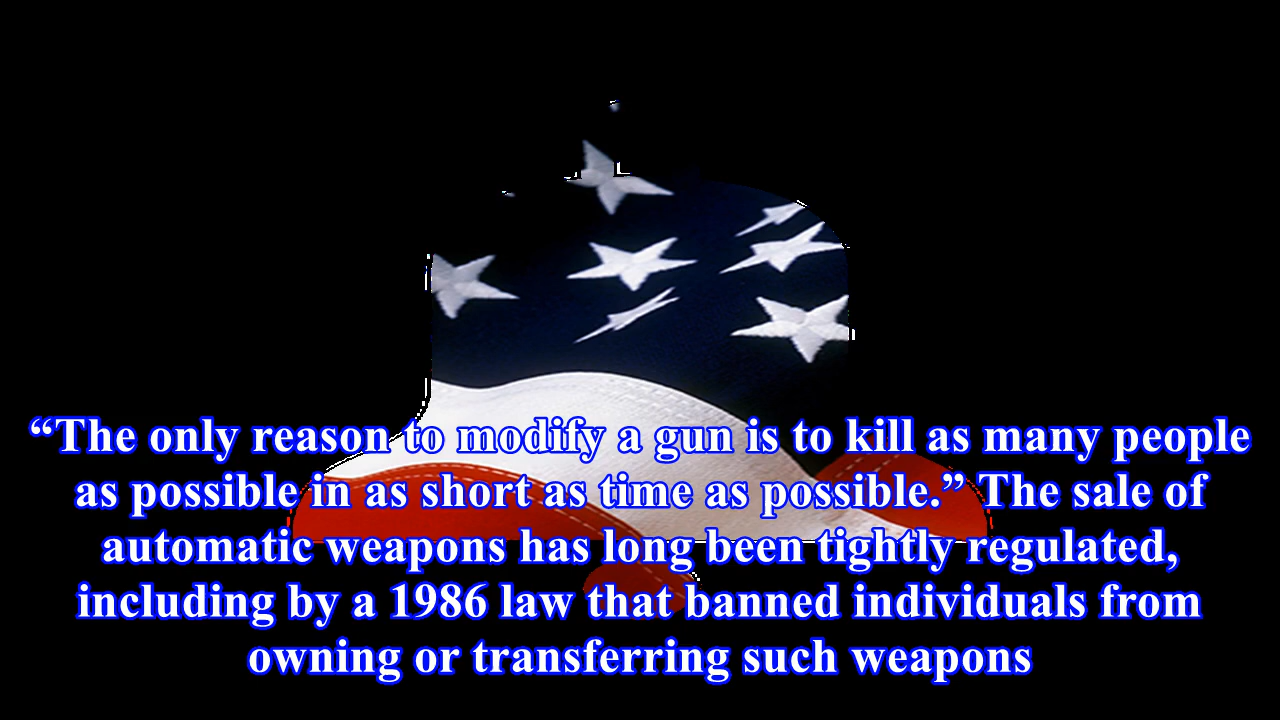 “The only reason to modify a gun is to kill as many people
as possible in as short as time as possible.” The sale of
automatic weapons has long been tightly regulated,
including by a 1986 law that banned individuals from
owning or transferring such weapons